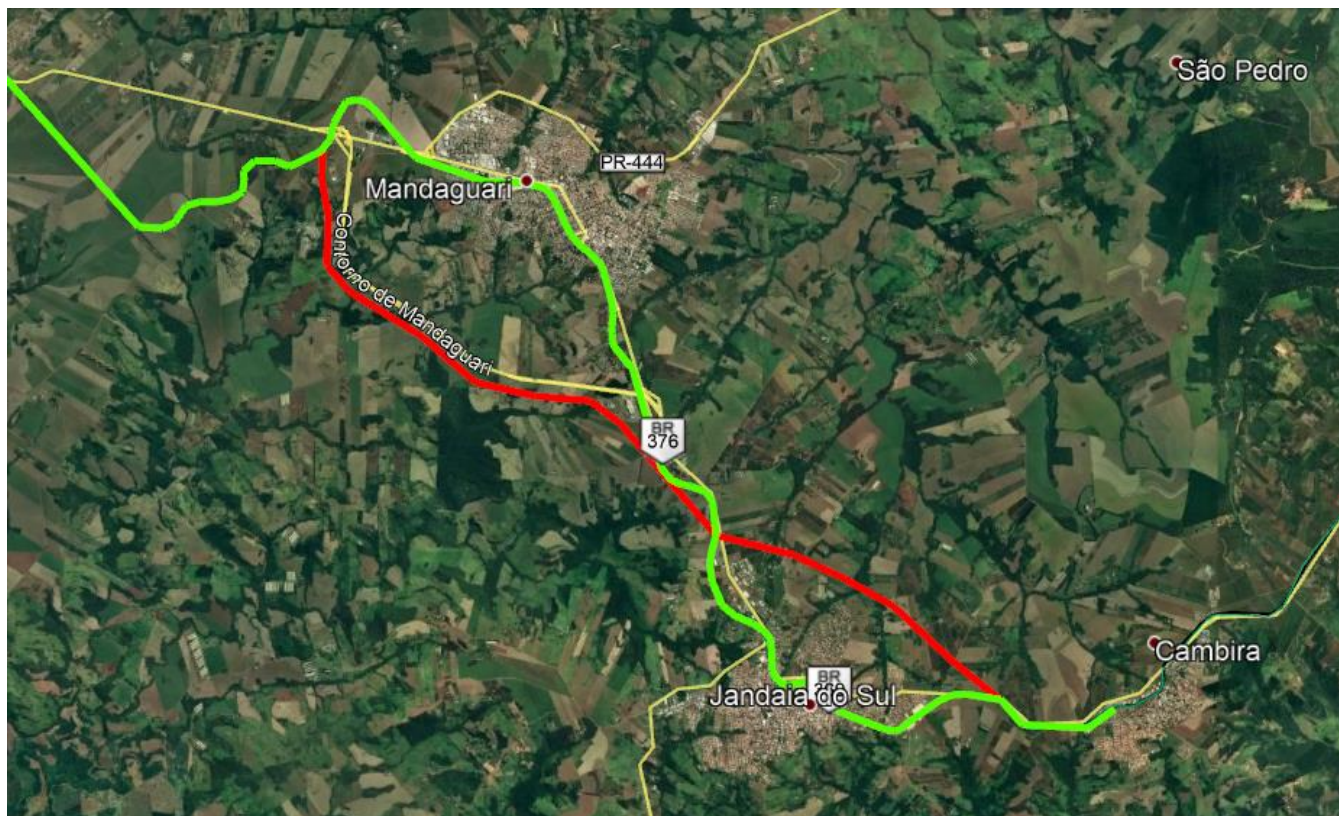 São Pedro
PR-444
Mandaguari
Contorno de Mandaguari
BR
376
Cambira
BR
Jandaia do Sul